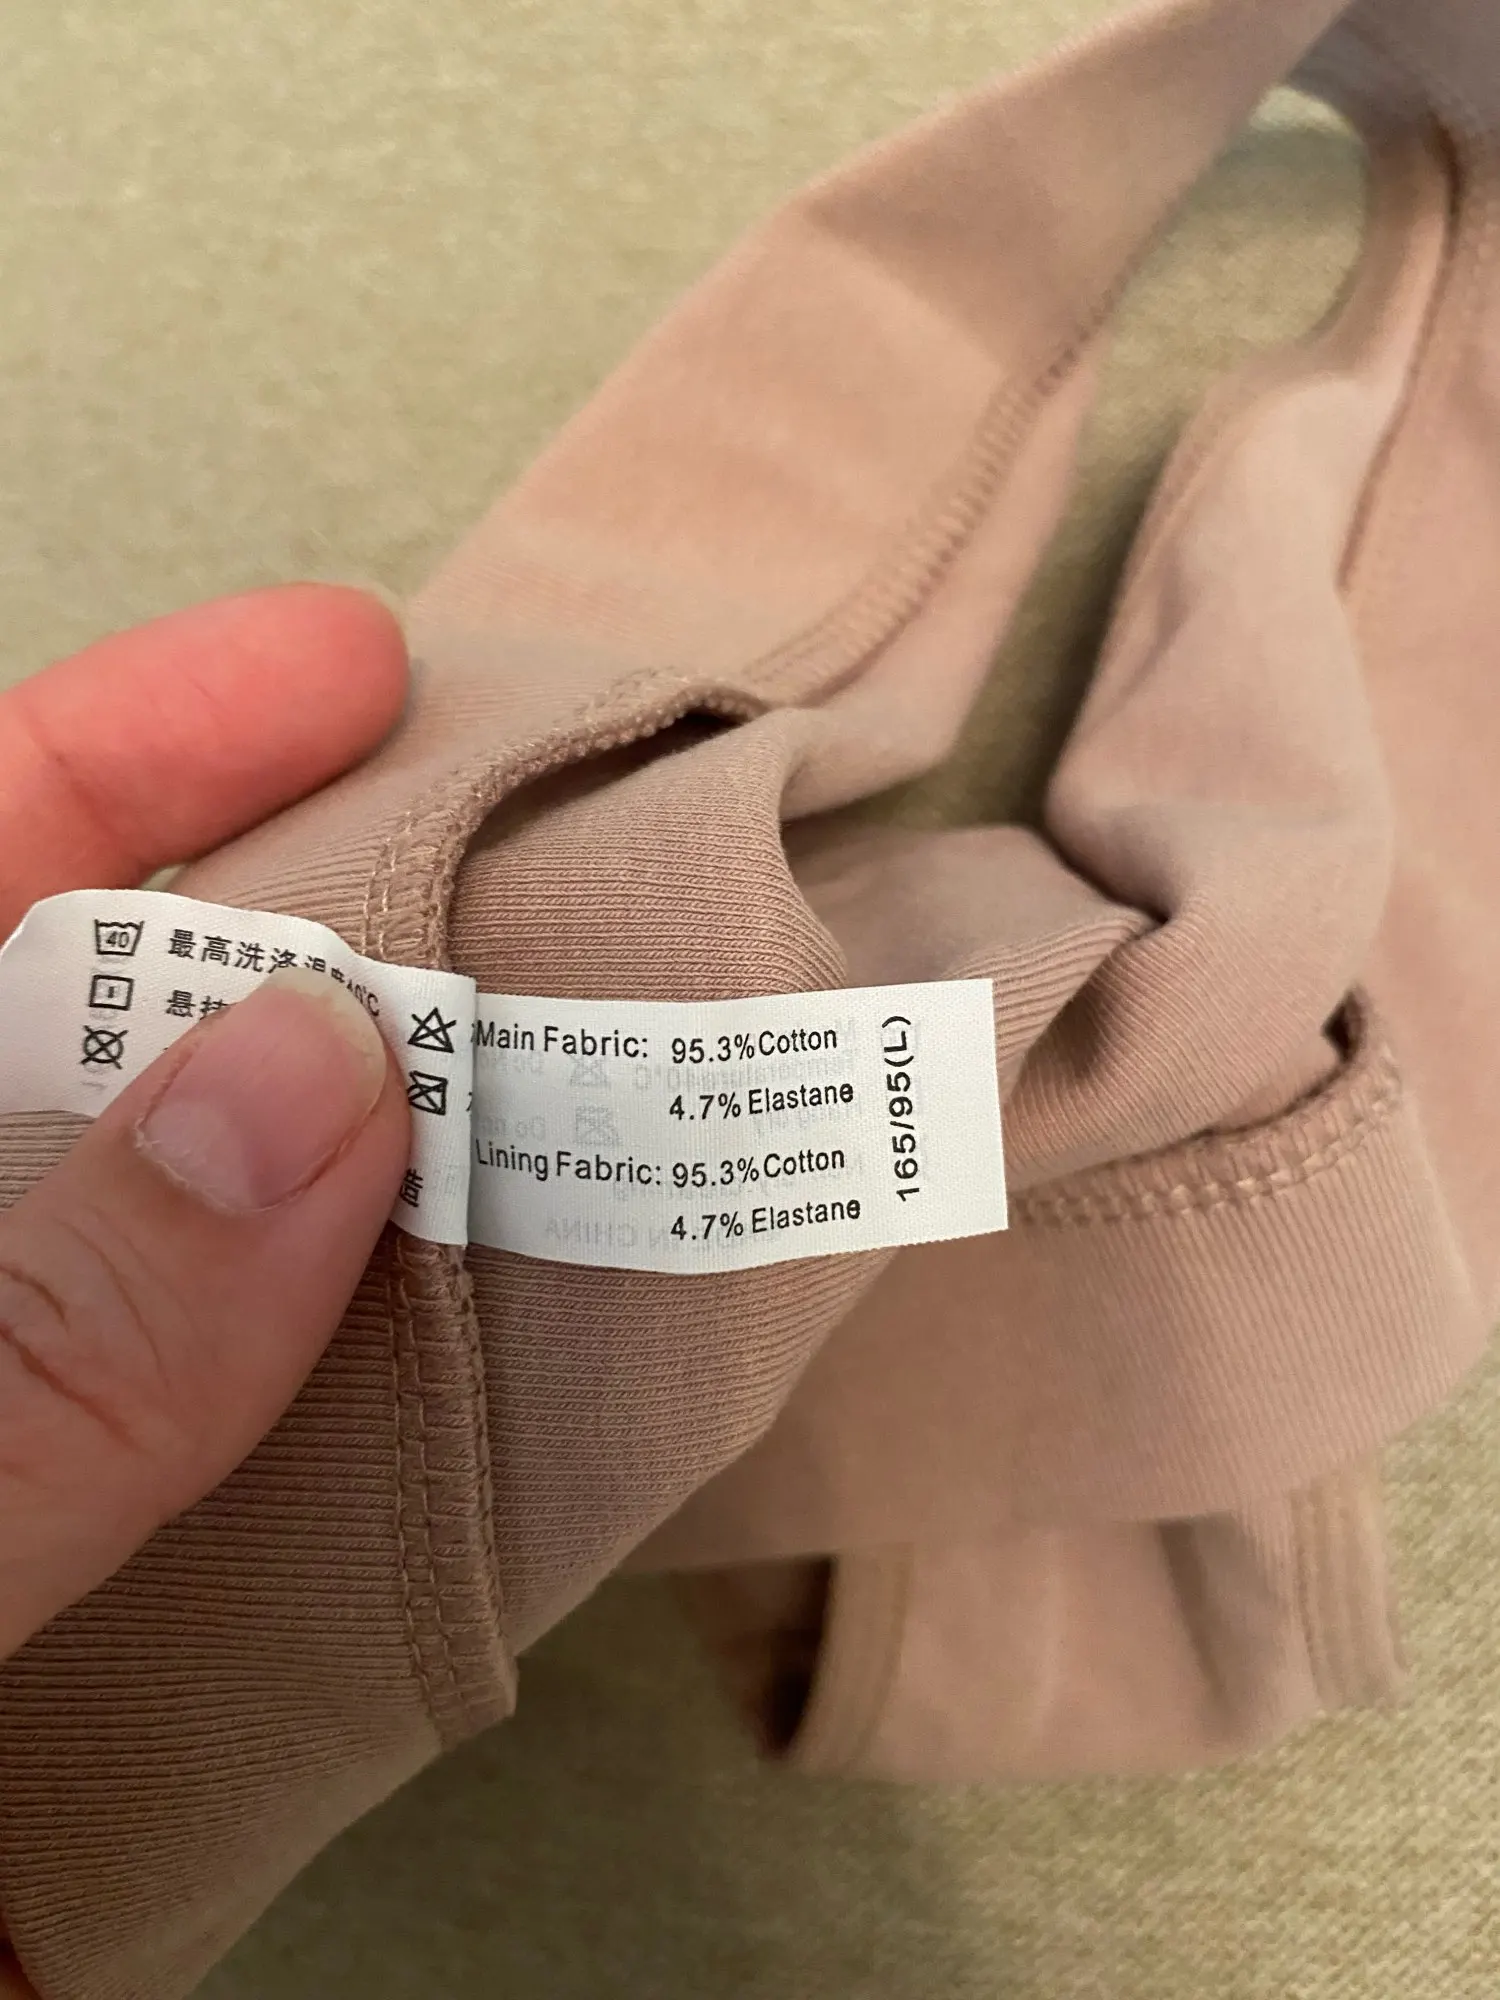 40 最高洗涤温度40℃
悬挂
Main Fabric: 95.3%Cotton
4.7% Elastane
Lining Fabric: 95.3%Cotton
4.7% Elastane
165/95(L)
造